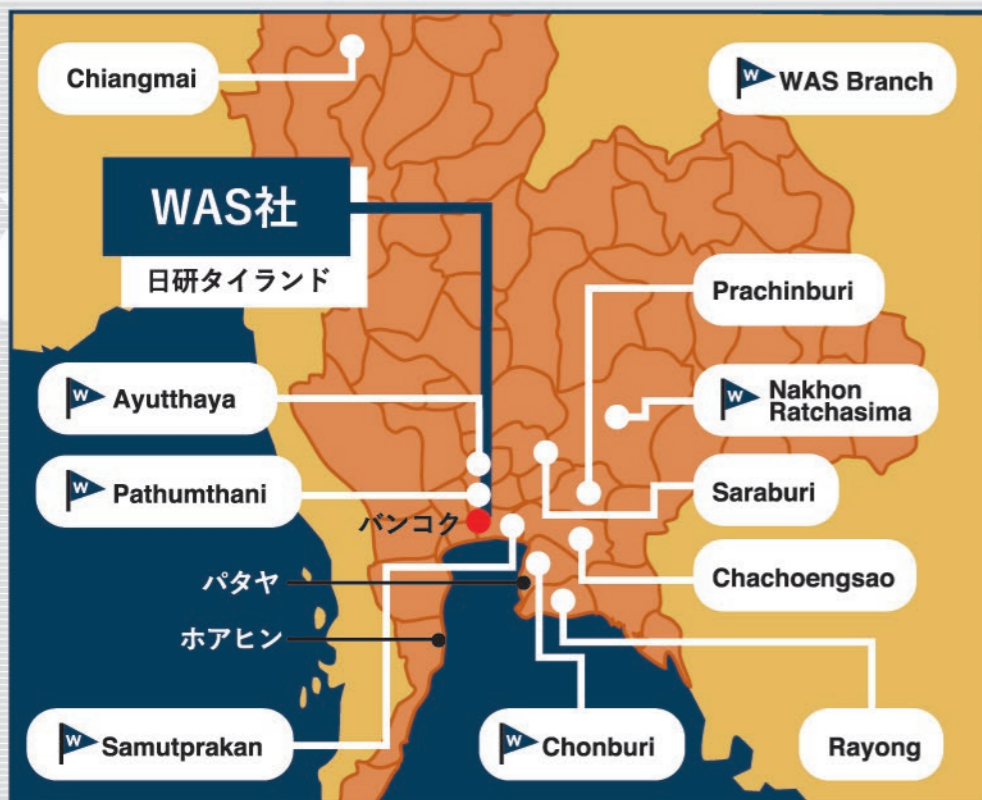 Chiangmai
W WAS Branch
WAS社
日研タイランド
Prachinburi
W Ayutthaya
W Nakhon
Ratchasima
W Pathumthani
Saraburi
バンコク
パタヤ
Chachoengsao
ホアヒン
W Samutprakan
W Chonburi
Rayong